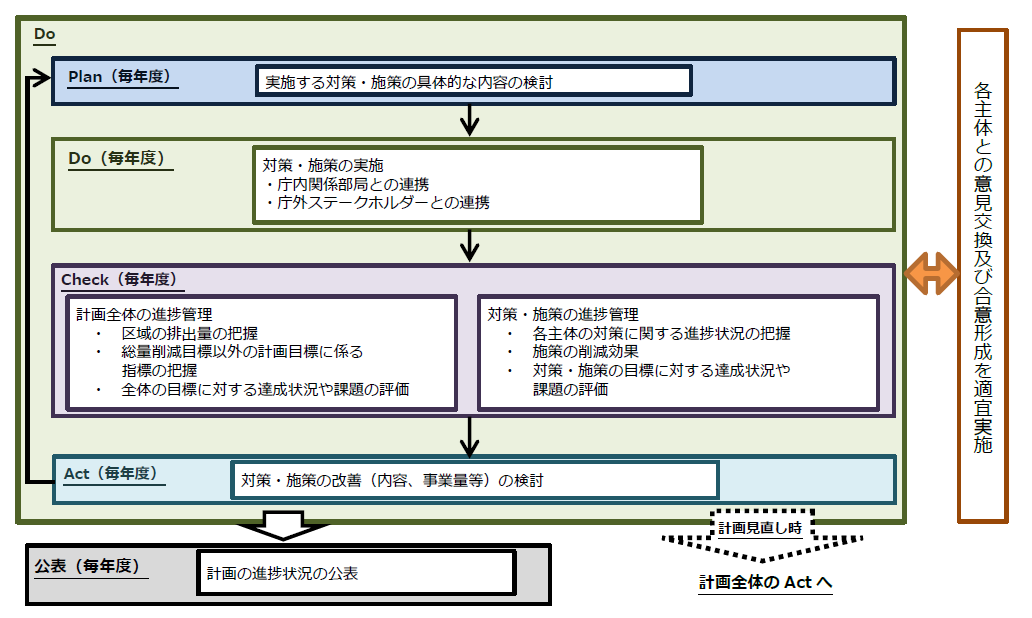 Do
Plan（毎年度）
実施する対策・施策の具体的な内容の検討
Do（毎年度）
対策・施策の実施
・庁内関係部局との連携
・庁外ステークホルダーとの連携
Check（毎年度）
計画全体の進捗管理
・ 区域の排出量の把握
・ 総量削減目標以外の計画目標に係る
指標の把握
・ 全体の目標に対する達成状況や課題の評価
対策・施策の進捗管理
・ 各主体の対策に関する進捗状況の把握
・ 施策の削減効果
・ 対策・施策の目標に対する達成状況や
課題の評価
Act（毎年度）
対策・施策の改善（内容、事業量等）の検討
各主体との意見交換及び合意形成を適宜実施
公表（毎年度）
計画の進捗状況の公表
計画見直し時
計画全体の Act へ